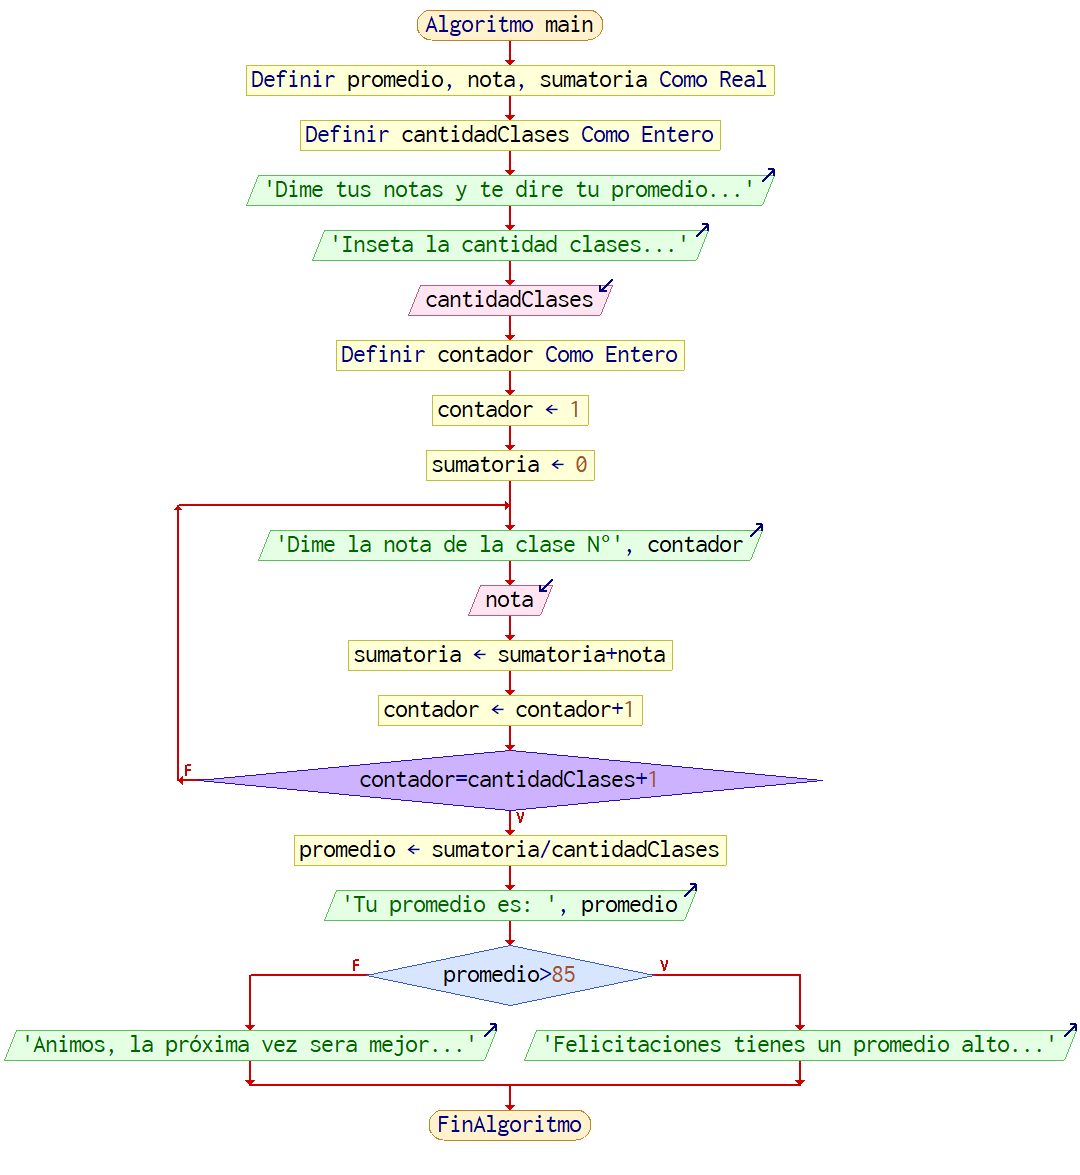 Algoritmo main
Definir promedio, nota, sumatoria Como Real
Definir cantidadClases Como Entero
'Dime tus notas y te dire tu promedio...'
'Inseta la cantidad clases...'
cantidadClases
Definir contador Como Entero
contador ← 1
sumatoria ← 0
'Dime la nota de la clase N°', contador
nota
sumatoria ← sumatoria+nota
contador ← contador+1
F
contador=cantidadClases+1
V
promedio ← sumatoria/cantidadClases
'Tu promedio es: ', promedio
F
V
promedio>85
'Animos, la próxima vez sera mejor...'
'Felicitaciones tienes un promedio alto...'
FinAlgoritmo